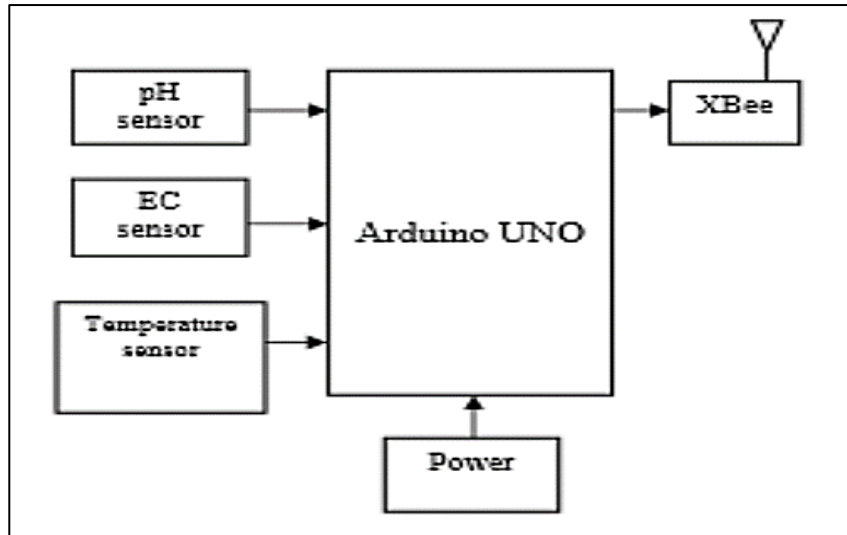 pH
sensor
XBee
EC
sensor
Arduino UNO
Temperature
sensor
Power